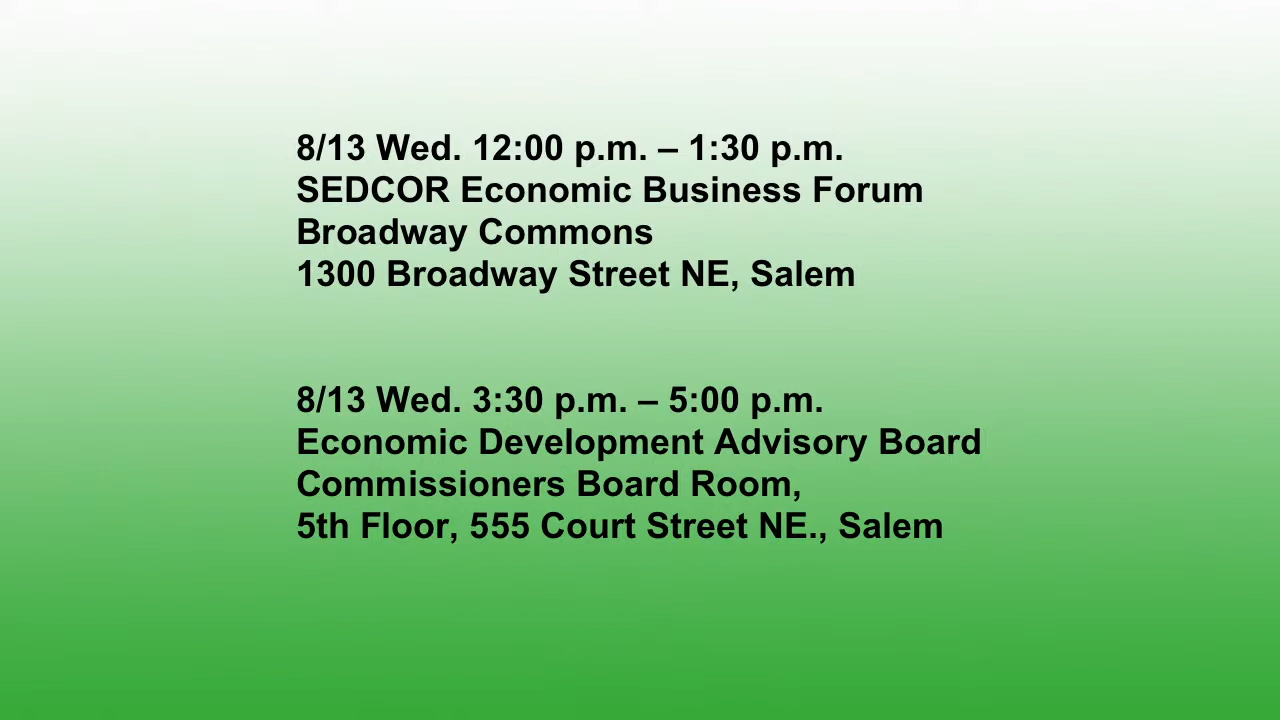 8/13 Wed. 12:00 p.m. – 1:30 p.m.
SEDCOR Economic Business Forum
Broadway Commons
1300 Broadway Street NE, Salem
8/13 Wed. 3:30 p.m. – 5:00 p.m.
Economic Development Advisory Board
Commissioners Board Room,
5th Floor, 555 Court Street NE., Salem